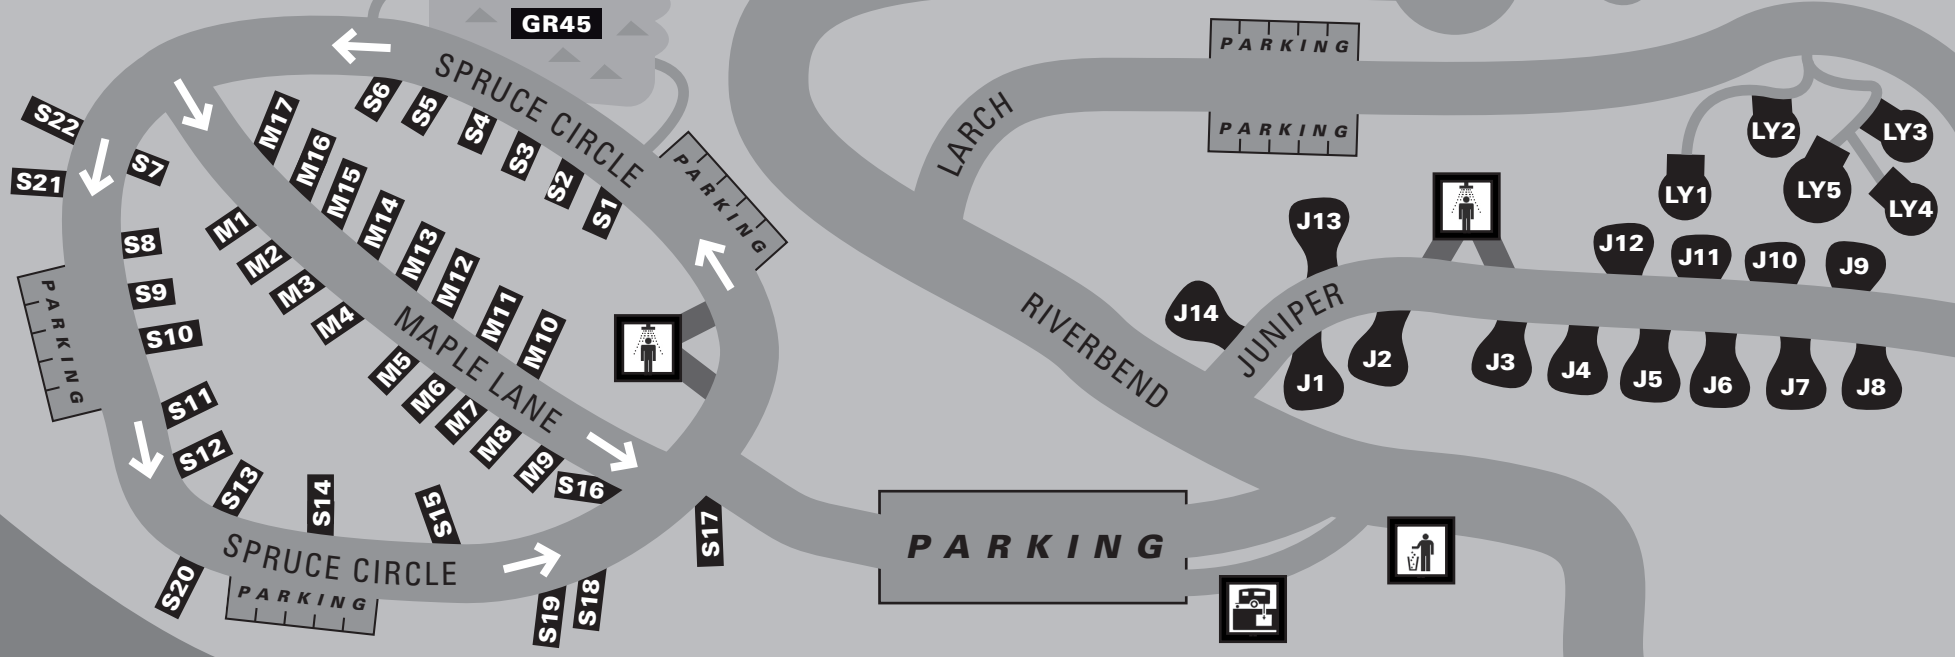 GR45
SPRUCE CIRCLE
S6
S5
S4
S3
S2
S1
S22
S21
S7
S8
S9
S10
S11
S12
S13
S14
S15
S16
S17
S18
S19
S20
M17
M16
M15
M14
M13
M12
M11
M10
M1
M2
M3
M4
MAPLE LANE
M5
M6
M7
M8
M9
PARKING
PARKING
SPRUCE CIRCLE
PARKING
PARKING
LARCH
PARKING
PARKING
RIVERBEND
JUNIPER
LY1
LY2
LY3
LY4
LY5
J13
J14
J12
J11
J10
J9
J1
J2
J3
J4
J5
J6
J7
J8